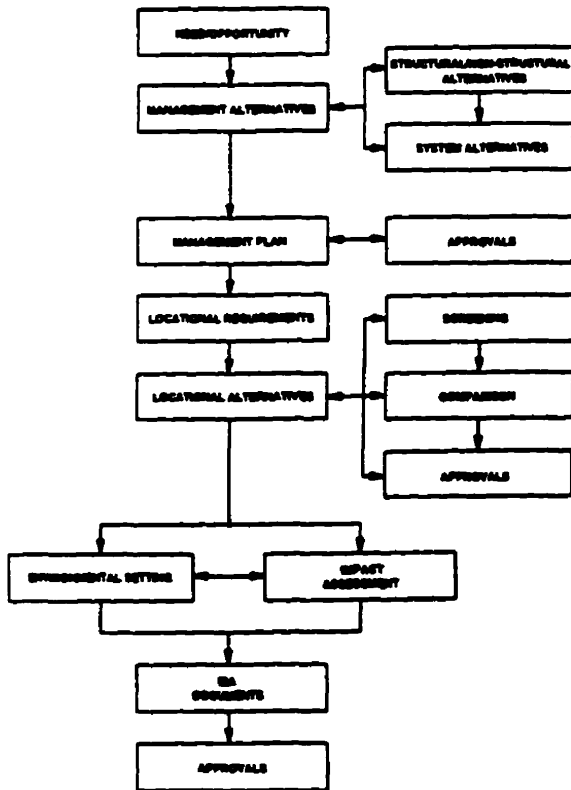 NEED/OPPORTUNITY
STRUCTURAL/NON-STRUCTURAL
ALTERNATIVES
MANAGEMENT ALTERNATIVES
SYSTEM ALTERNATIVES
MANAGEMENT PLAN
APPROVALS
LOCATIONAL REQUIREMENTS
SCREENING
LOCATIONAL ALTERNATIVES
COMPARISON
APPROVALS
ENVIRONMENTAL SETTING
IMPACT
ASSESSMENT
DOCUMENTS
APPROVALS